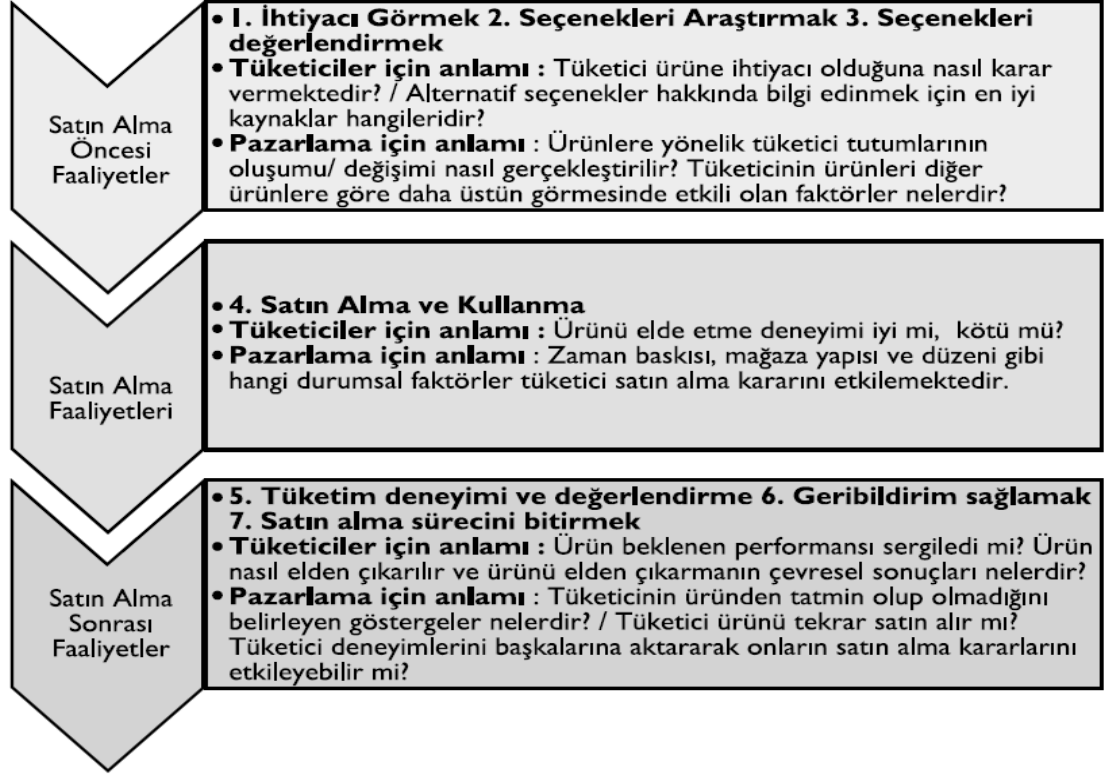 Satın Alma
Öncesi
Faaliyetler
• 1. İhtiyacı Görmek 2. Seçenekleri Araştırmak 3. Seçenekleri
değerlendirmek
• Tüketiciler için anlamı : Tüketici ürüne ihtiyacı olduğuna nasıl karar
vermektedir? / Alternatif seçenekler hakkında bilgi edinmek için en iyi
kaynaklar hangileridir?
• Pazarlama için anlamı : Ürünlere yönelik tüketici tutumlarının
oluşumu/ değişimi nasıl gerçekleştirilir? Tüketicinin ürünleri diğer
ürünlere göre daha üstün görmesinde etkili olan faktörler nelerdir?
Satın Alma
Faaliyetleri
• 4. Satın Alma ve Kullanma
• Tüketiciler için anlamı : Ürünü elde etme deneyimi iyi mi, kötü mü?
• Pazarlama için anlamı : Zaman baskısı, mağaza yapısı ve düzeni gibi
hangi durumsal faktörler tüketici satın alma kararını etkilemektedir.
Satın Alma
Sonrası
Faaliyetler
• 5. Tüketim deneyimi ve değerlendirme 6. Geribildirim sağlamak
7. Satın alma sürecini bitirmek
• Tüketiciler için anlamı : Ürün beklenen performansı sergiledi mi? Ürün
nasıl elden çıkarılır ve ürünü elden çıkarmanın çevresel sonuçları nelerdir?
• Pazarlama için anlamı : Tüketicinin üründen tatmin olup olmadığını
belirleyen göstergeler nelerdir? / Tüketici ürünü tekrar satın alır mı?
Tüketici deneyimlerini başkalarına aktararak onların satın alma kararlarını
etkileyebilir mi?